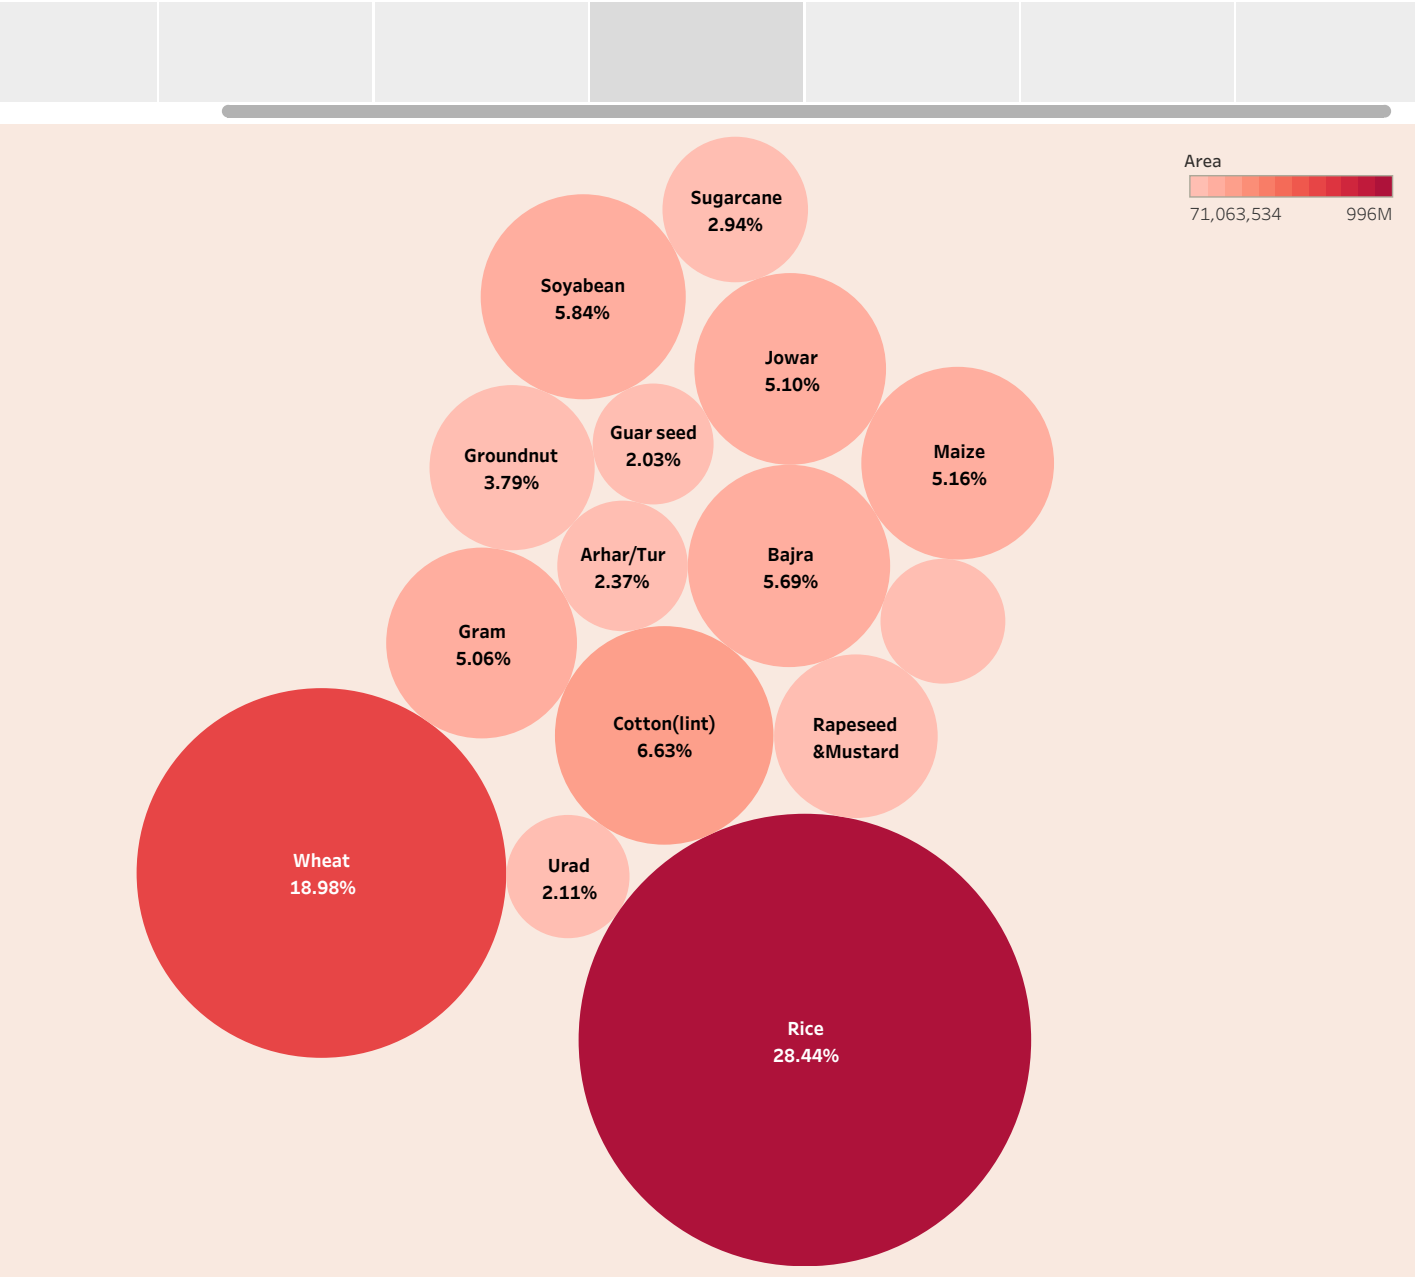 Area
71,063,534 996M
Sugarcane
2.94%
Soyabean
5.84%
Jowar
5.10%
Guar seed
2.03%
Groundnut
3.79%
Maize
5.16%
Arhar/Tur
2.37%
Bajra
5.69%
Gram
5.06%
Cotton(lint)
6.63%
Rapeseed
&Mustard
Wheat
18.98%
Urad
2.11%
Rice
28.44%